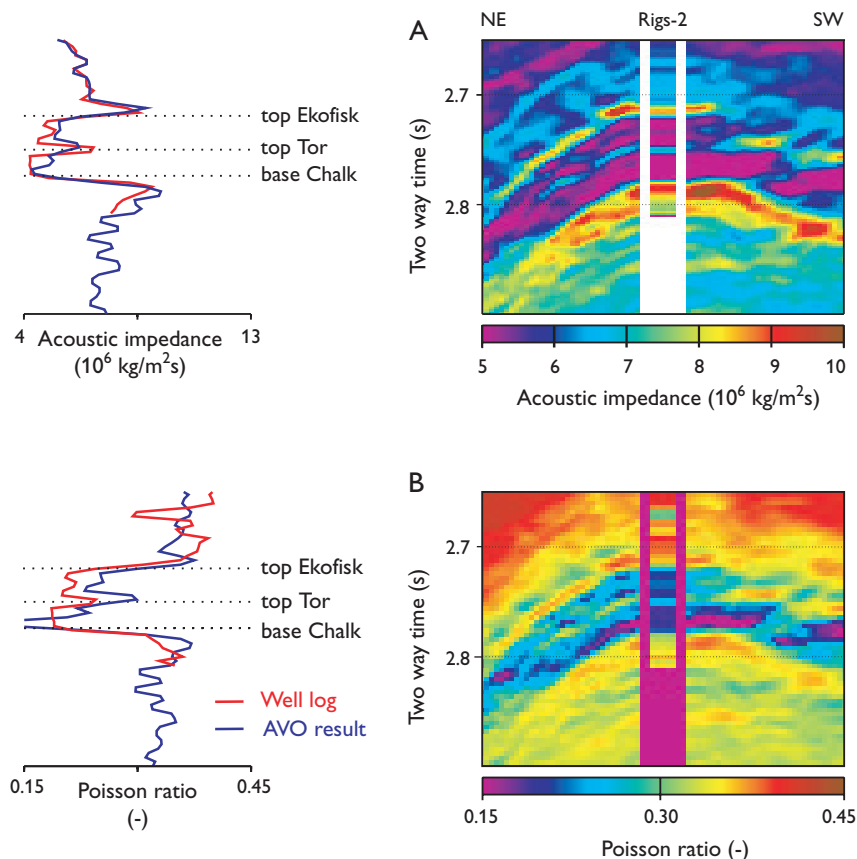 A
NE Rigs-2 SW
top Ekofisk
top Tor
base Chalk
4 13
Acoustic impedance
(10⁶ kg/m²s)
Two way time (s)
2.7
2.8
5 6 7 8 9 10
Acoustic impedance (10⁶ kg/m²s)
B
top Ekofisk
top Tor
base Chalk
Well log
AVO result
0.15 0.45
Poisson ratio
(-)
Two way time (s)
2.7
2.8
0.15 0.30 0.45
Poisson ratio (-)